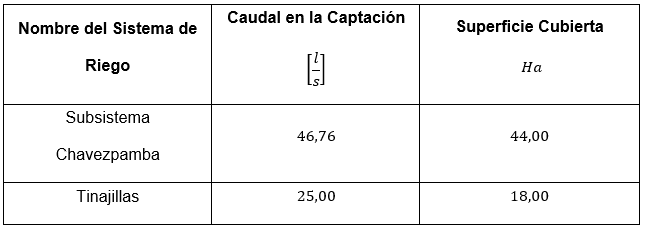 Nombre del Sistema de
Riego
Caudal en la Captación
[l/s]
Superficie Cubierta
Ha
Subsistema
Chavezpamba
46,76
44,00
Tinajillas
25,00
18,00